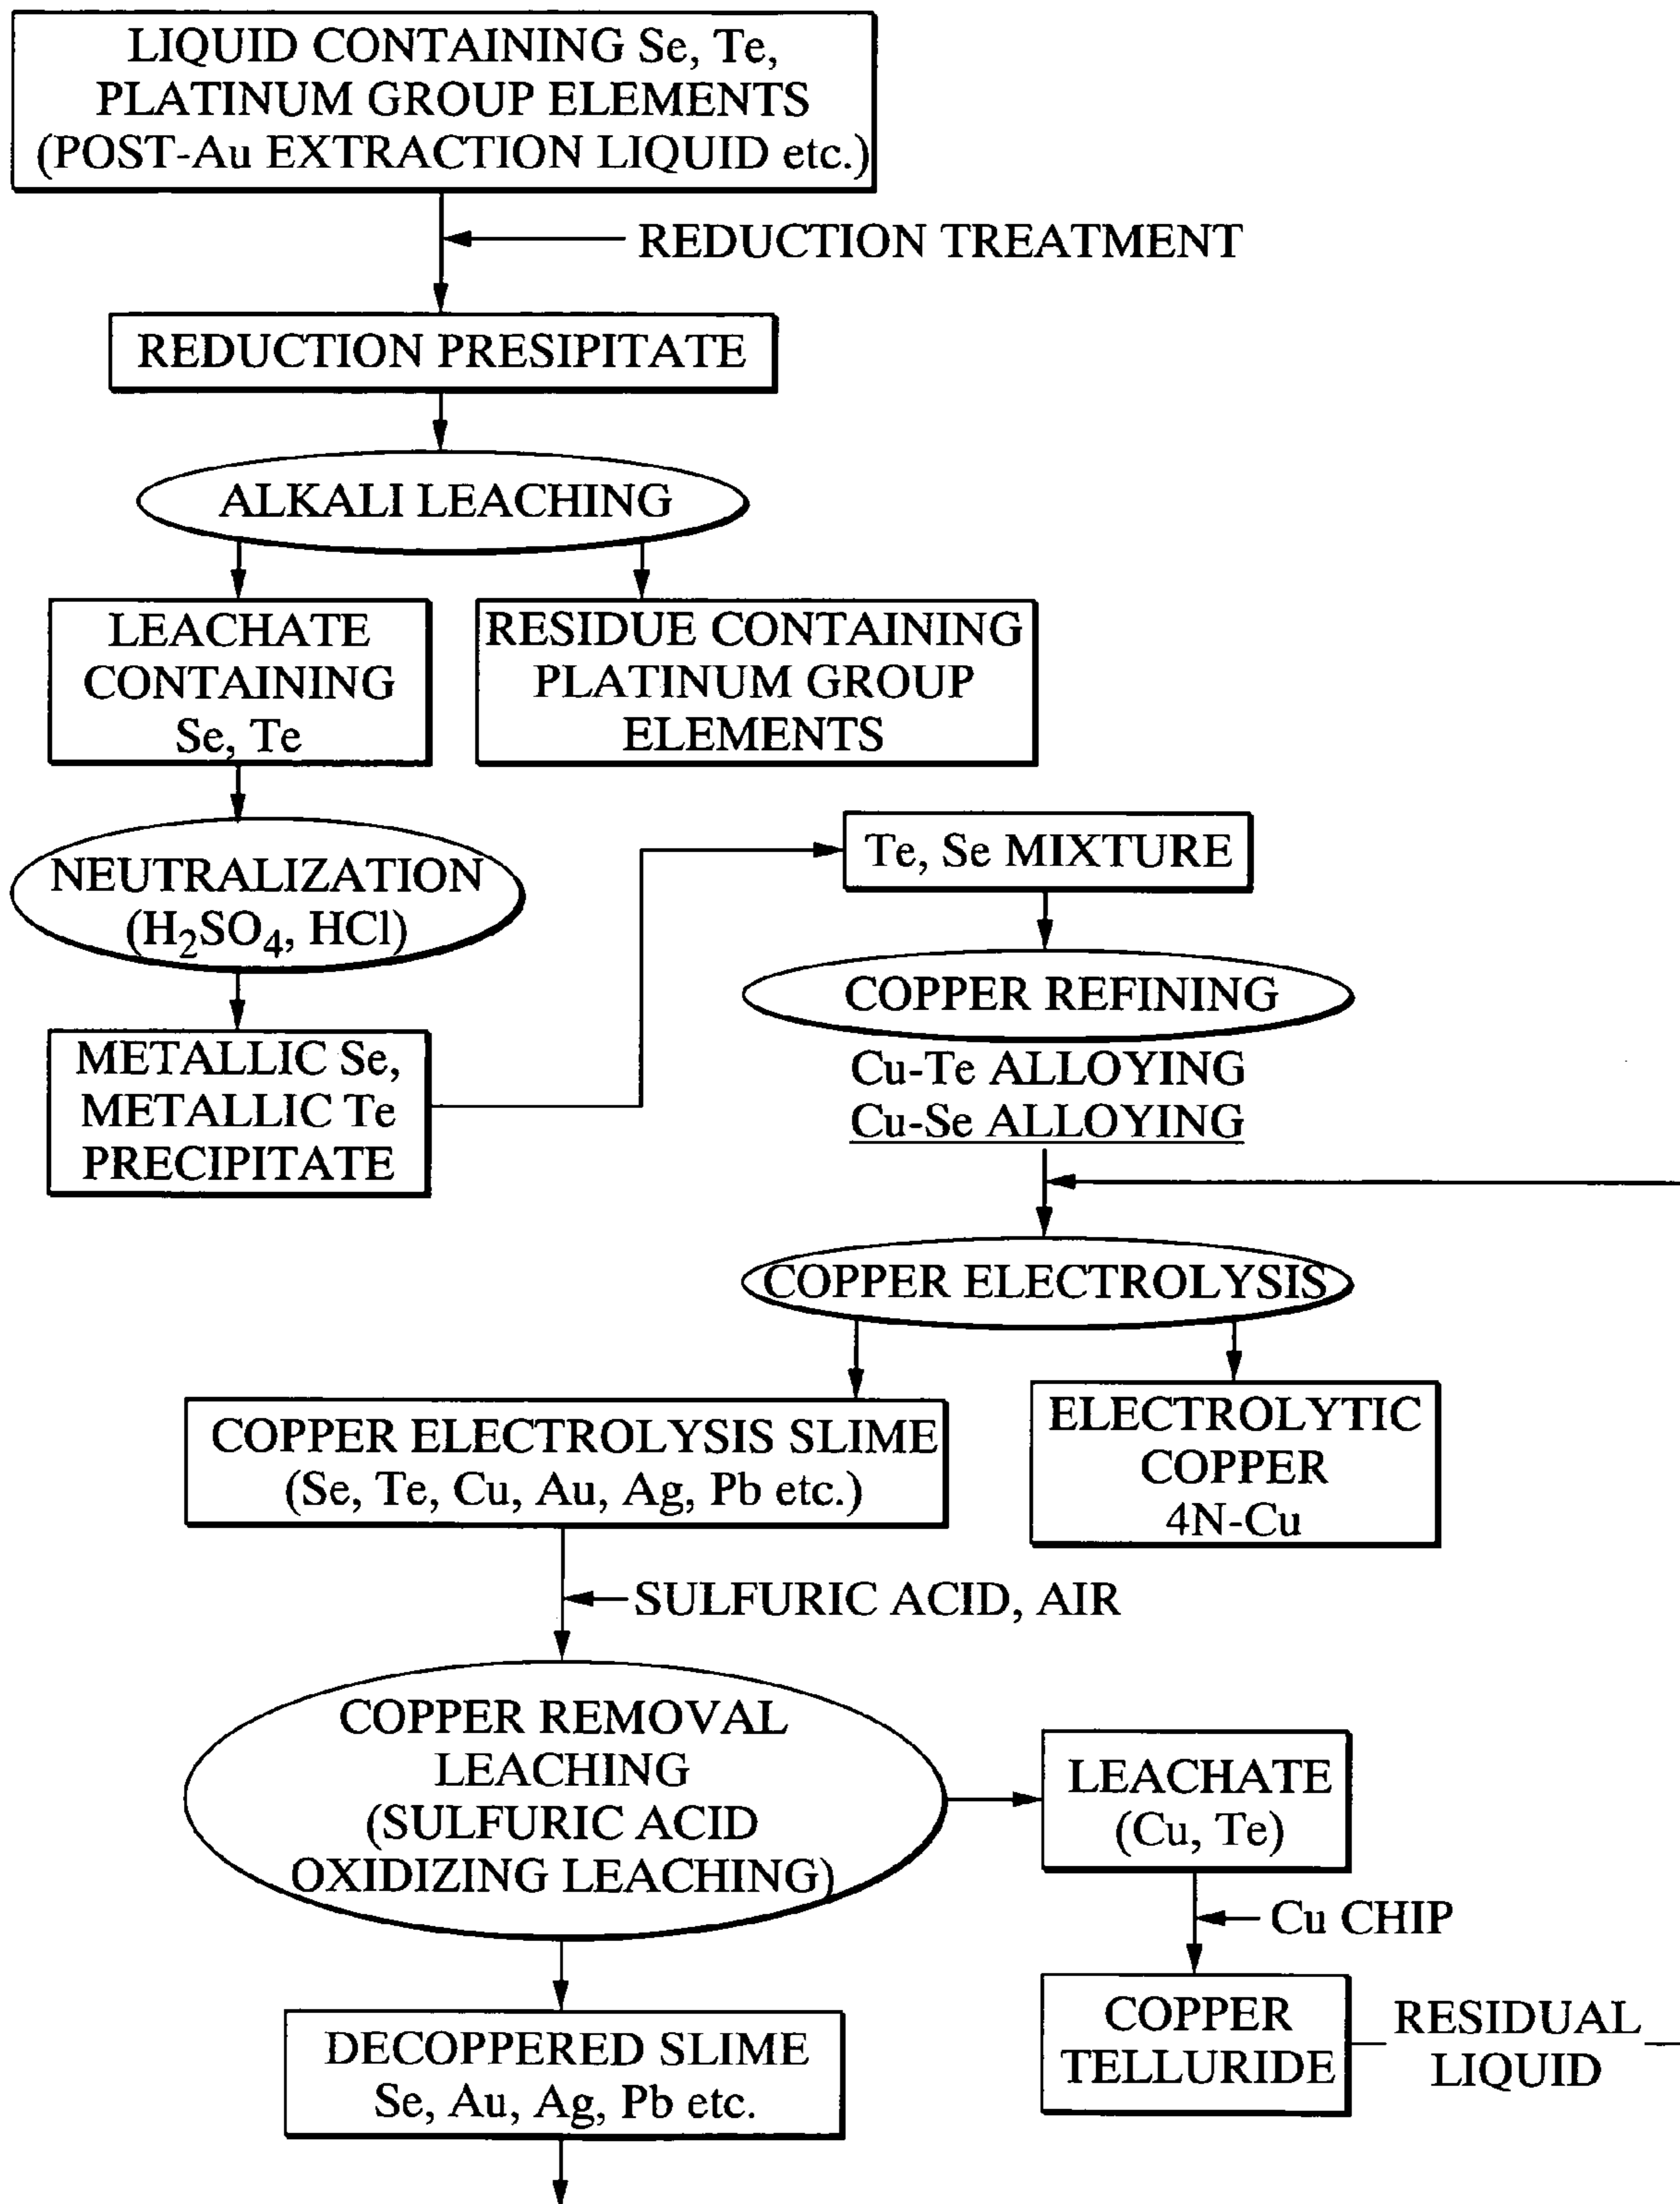 LIQUID CONTAINING Se, Te,
PLATINUM GROUP ELEMENTS
(POST-Au EXTRACTION LIQUID etc.)
REDUCTION TREATMENT
REDUCTION PRESIPITATE
ALKALI LEACHING
LEACHATE
CONTAINING
Se, Te
RESIDUE CONTAINING
PLATINUM GROUP
ELEMENTS
NEUTRALIZATION
(H₂SO₄, HCl)
METALLIC Se,
METALLIC Te
PRECIPITATE
Te, Se MIXTURE
COPPER REFINING
Cu-Te ALLOYING
Cu-Se ALLOYING
COPPER ELECTROLYSIS
COPPER ELECTROLYSIS SLIME
(Se, Te, Cu, Au, Ag, Pb etc.)
ELECTROLYTIC
COPPER
4N-Cu
SULFURIC ACID, AIR
COPPER REMOVAL
LEACHING
(SULFURIC ACID
OXIDIZING LEACHING)
LEACHATE
(Cu, Te)
Cu CHIP
COPPER
TELLURIDE
RESIDUAL
LIQUID
DECOPPERED SLIME
Se, Au, Ag, Pb etc.